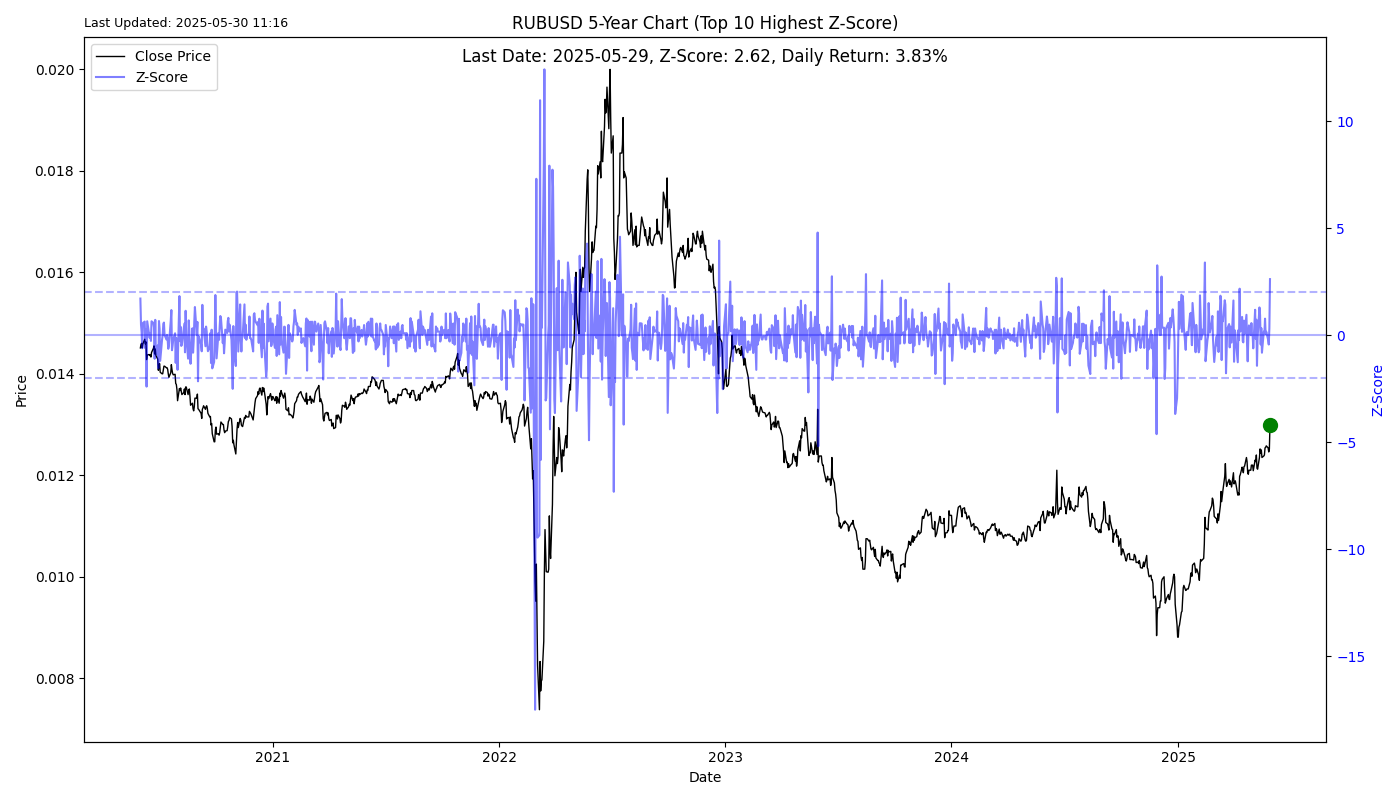 Last Updated: 2025-05-30 11:16
RUBUSD 5-Year Chart (Top 10 Highest Z-Score)
Last Date: 2025-05-29, Z-Score: 2.62, Daily Return: 3.83%
Close Price
Z-Score
0.020
0.018
0.016
0.014
0.012
0.010
0.008
Price
10
5
0
−5
−10
−15
Z-Score
2021
2022
2023
2024
2025
Date